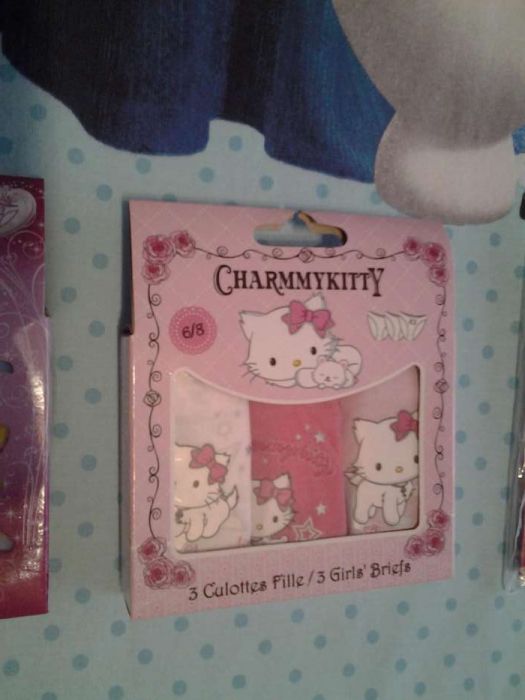 CHARMMYKITTY
6/8
3 Culottes Fille / 3 Girls' Briefs